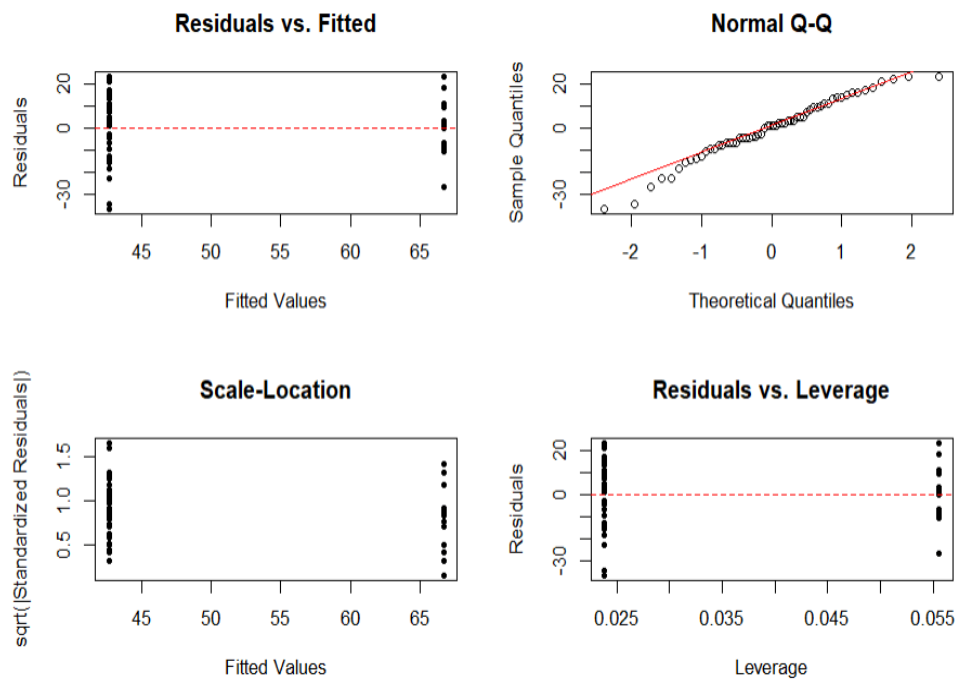 Residuals vs. Fitted
Residuals
20
0
-30
45 50 55 60 65
Fitted Values
Normal Q-Q
Sample Quantiles
20
0
-30
-2 -1 0 1 2
Theoretical Quantiles
Scale-Location
sqrt(|Standardized Residuals|)
1.5
1.0
0.5
45 50 55 60 65
Fitted Values
Residuals vs. Leverage
Residuals
20
0
-30
0.025 0.035 0.045 0.055
Leverage